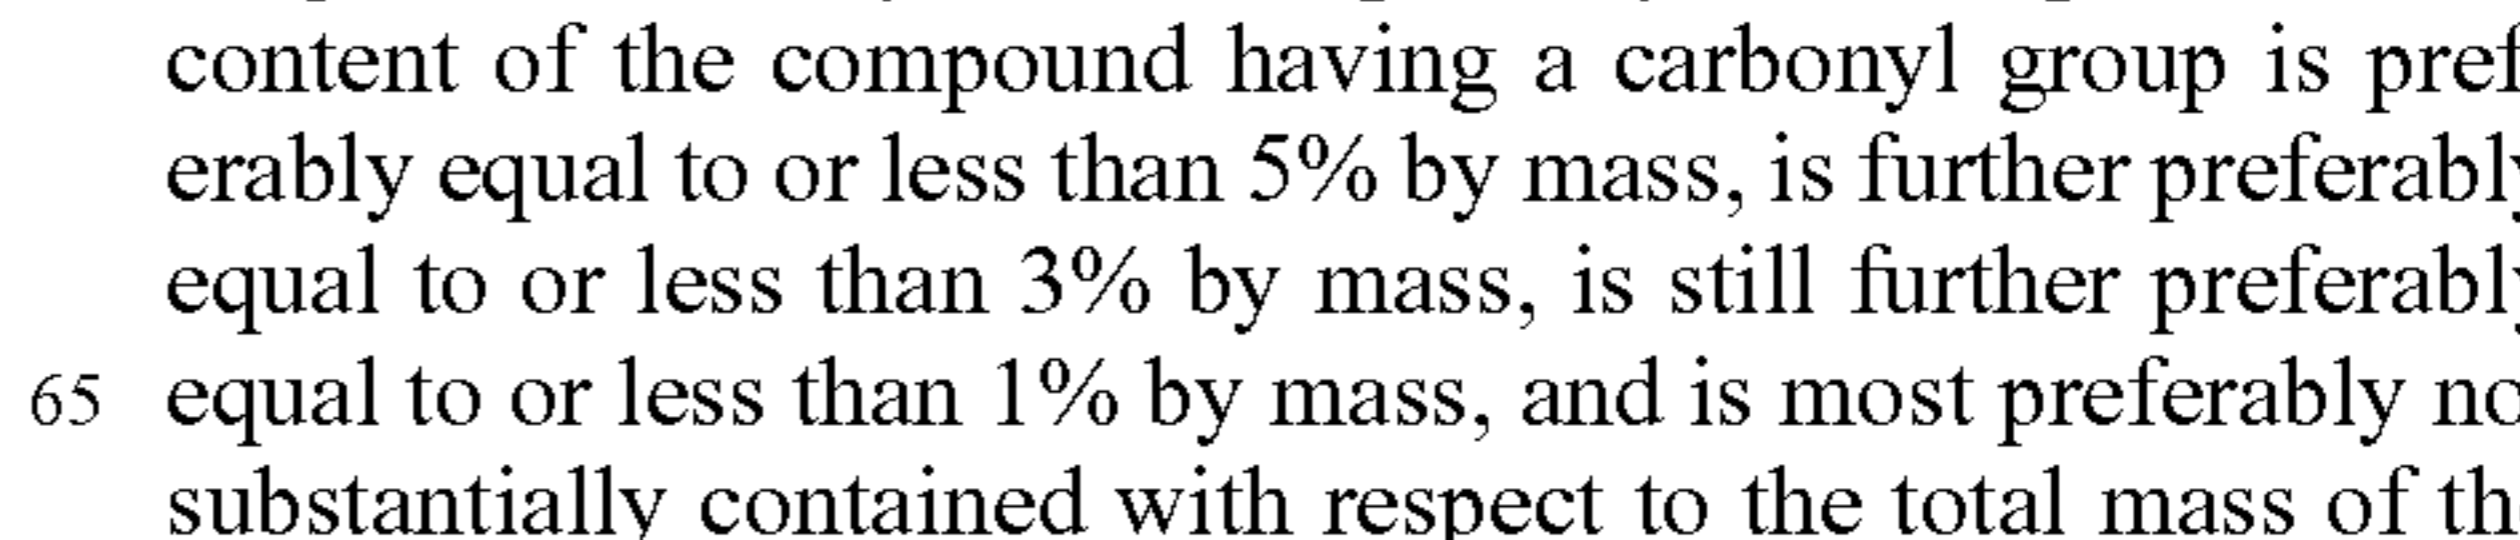 content of the compound having a carbonyl group is pref
erably equal to or less than 5% by mass, is further preferably
equal to or less than 3% by mass, is still further preferably
65 equal to or less than 1% by mass, and is most preferably no
substantially contained with respect to the total mass of th